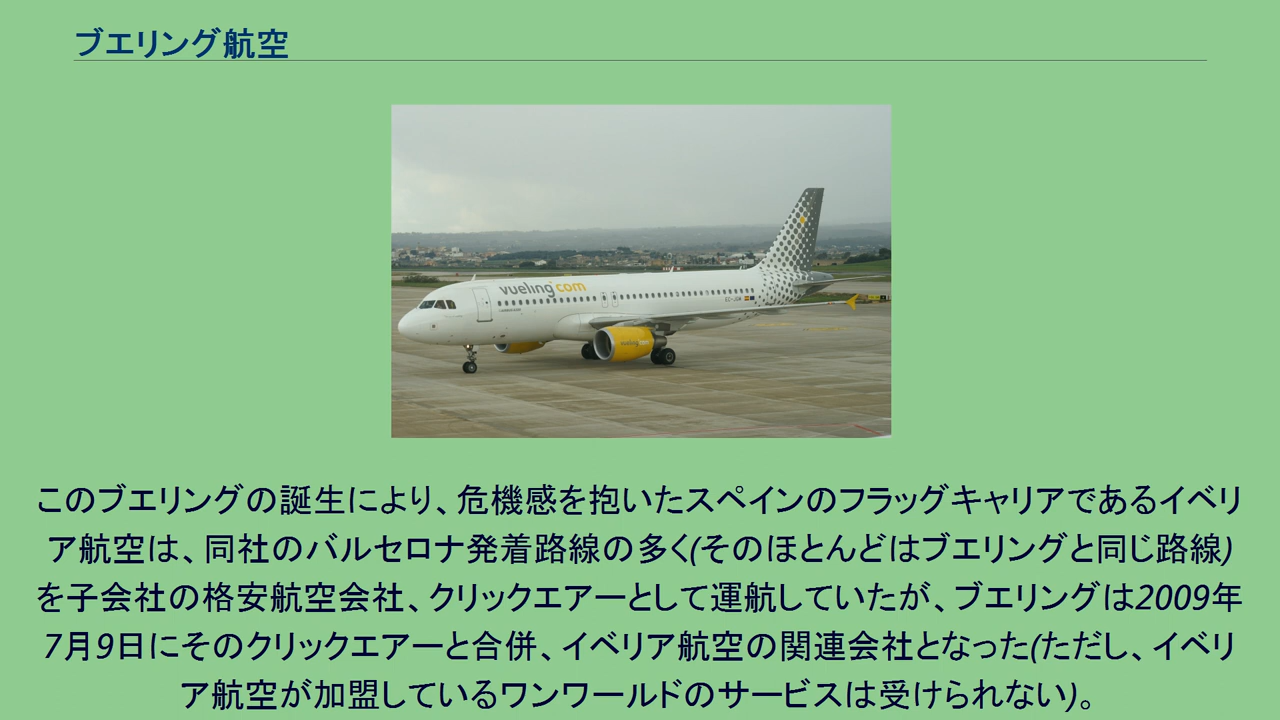 ブエリング航空
vueling.com
vueling.com
このブエリングの誕生により、危機感を抱いたスペインのフラッグキャリアであるイベリ
ア航空は、同社のバルセロナ発着路線の多く(そのほとんどはブエリングと同じ路線)
を子会社の格安航空会社、クリックエアーとして運航していたが、ブエリングは2009年
7月9日にそのクリックエアーと合併、イベリア航空の関連会社となった(ただし、イベリ
ア航空が加盟しているワンワールドのサービスは受けられない)。